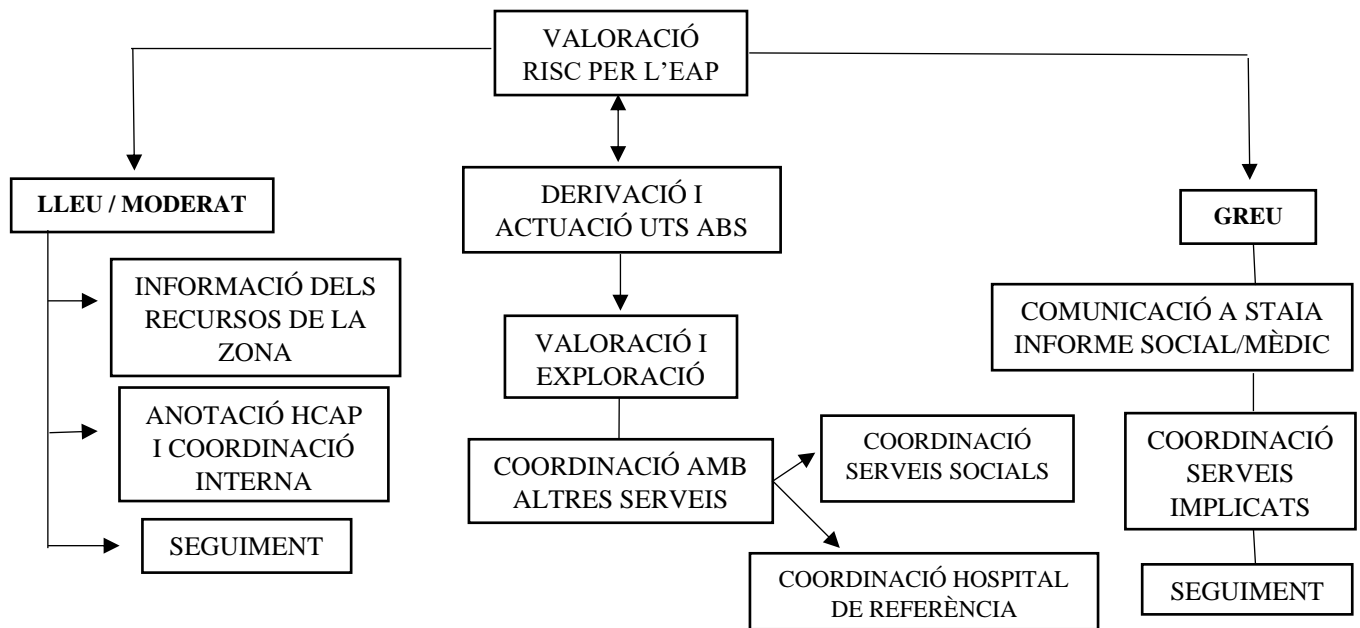 VALORACIÓ
RISC PER L'EAP
LLEU / MODERAT
INFORMACIÓ DELS
RECURSOS DE LA
ZONA
ANOTACIÓ HCAP
I COORDINACIÓ
INTERNA
SEGUIMENT
DERIVACIÓ I
ACTUACIÓ UTS ABS
VALORACIÓ I
EXPLORACIÓ
COORDINACIÓ AMB
ALTRES SERVEIS
COORDINACIÓ
SERVEIS SOCIALS
COORDINACIÓ HOSPITAL
DE REFERÈNCIA
GREU
COMUNICACIÓ A STAIA
INFORME SOCIAL/MÈDIC
COORDINACIÓ
SERVEIS
IMPLICATS
SEGUIMENT